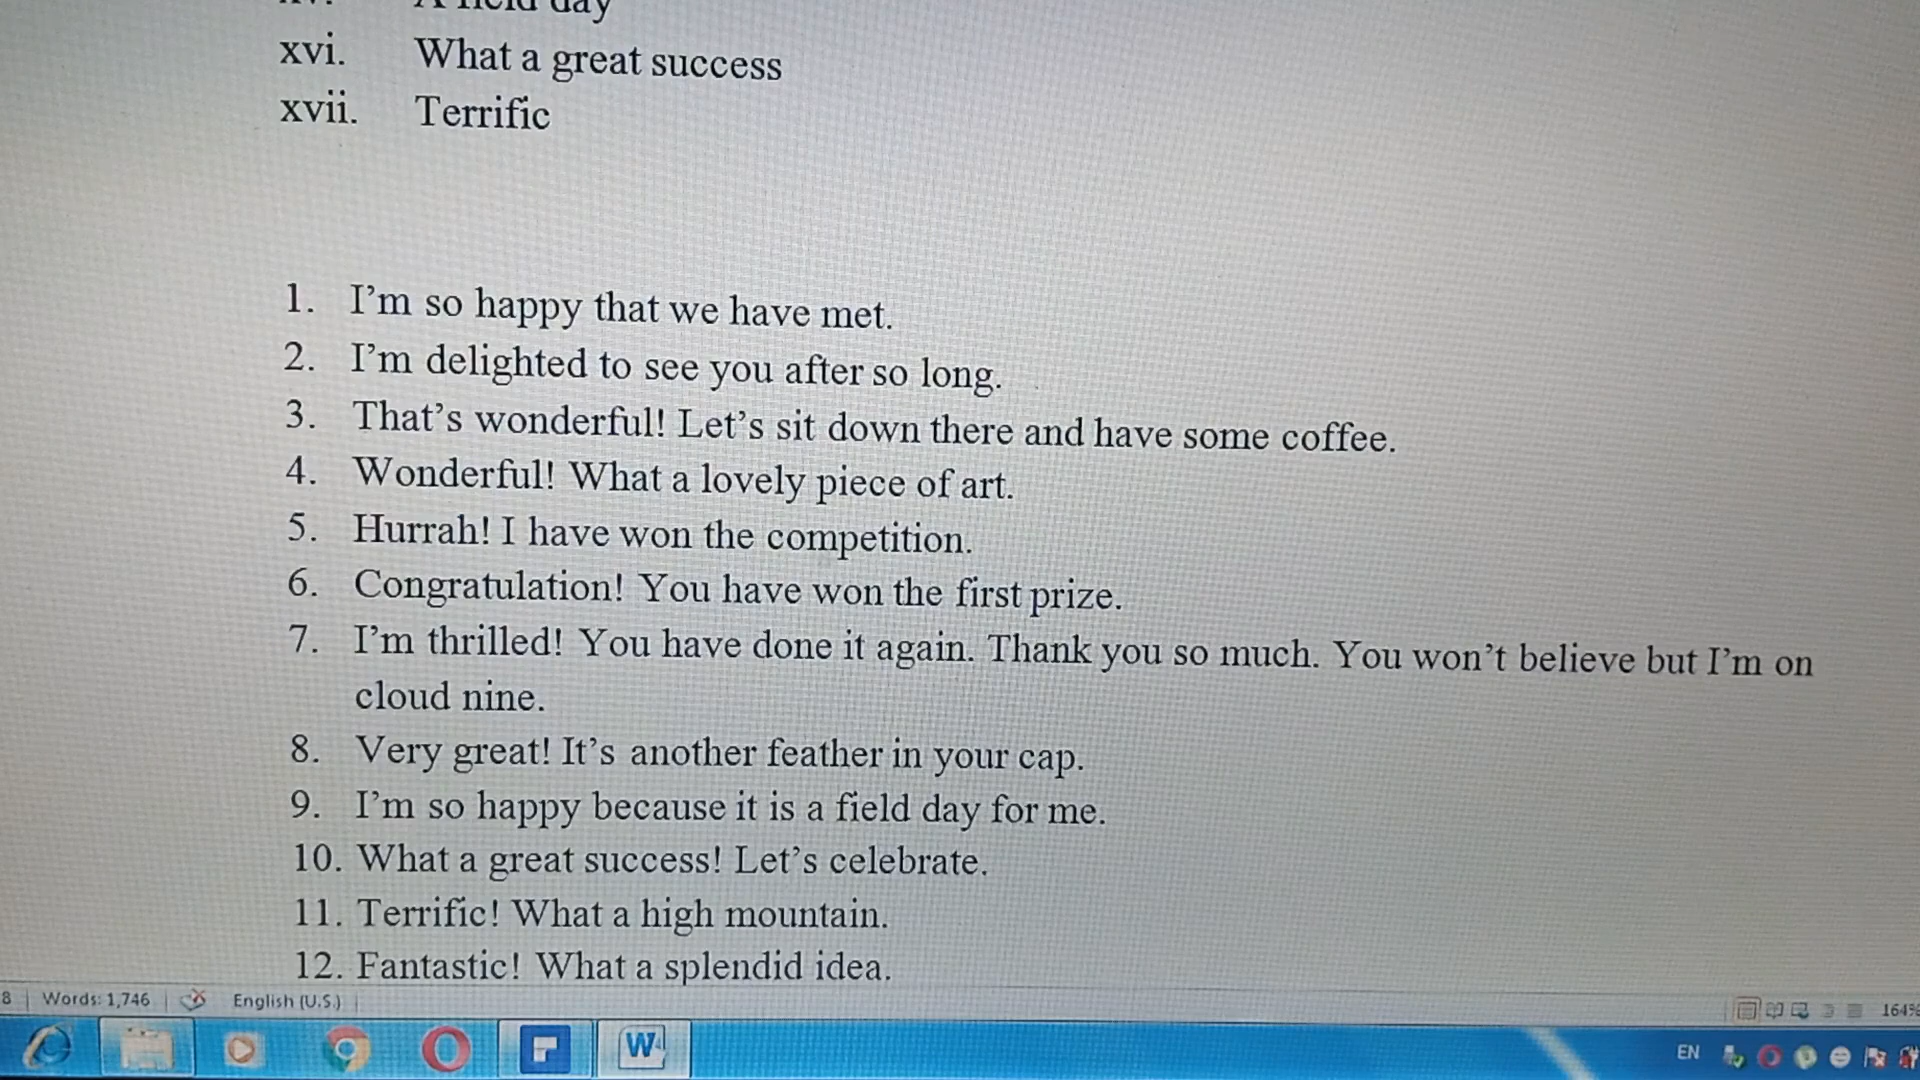 xv. A field day
xvi. What a great success
xvii. Terrific
1. I'm so happy that we have met.
2. I'm delighted to see you after so long.
3. That's wonderful! Let's sit down there and have some coffee.
4. Wonderful! What a lovely piece of art.
5. Hurrah! I have won the competition.
6. Congratulation! You have won the first prize.
7. I'm thrilled! You have done it again. Thank you so much. You won't believe but I'm on
cloud nine.
8. Very great! It's another feather in your cap.
9. I'm so happy because it is a field day for me.
10. What a great success! Let's celebrate.
11. Terrific! What a high mountain.
12. Fantastic! What a splendid idea.
8 Words: 1,746 English (U.S.) 164%
W EN